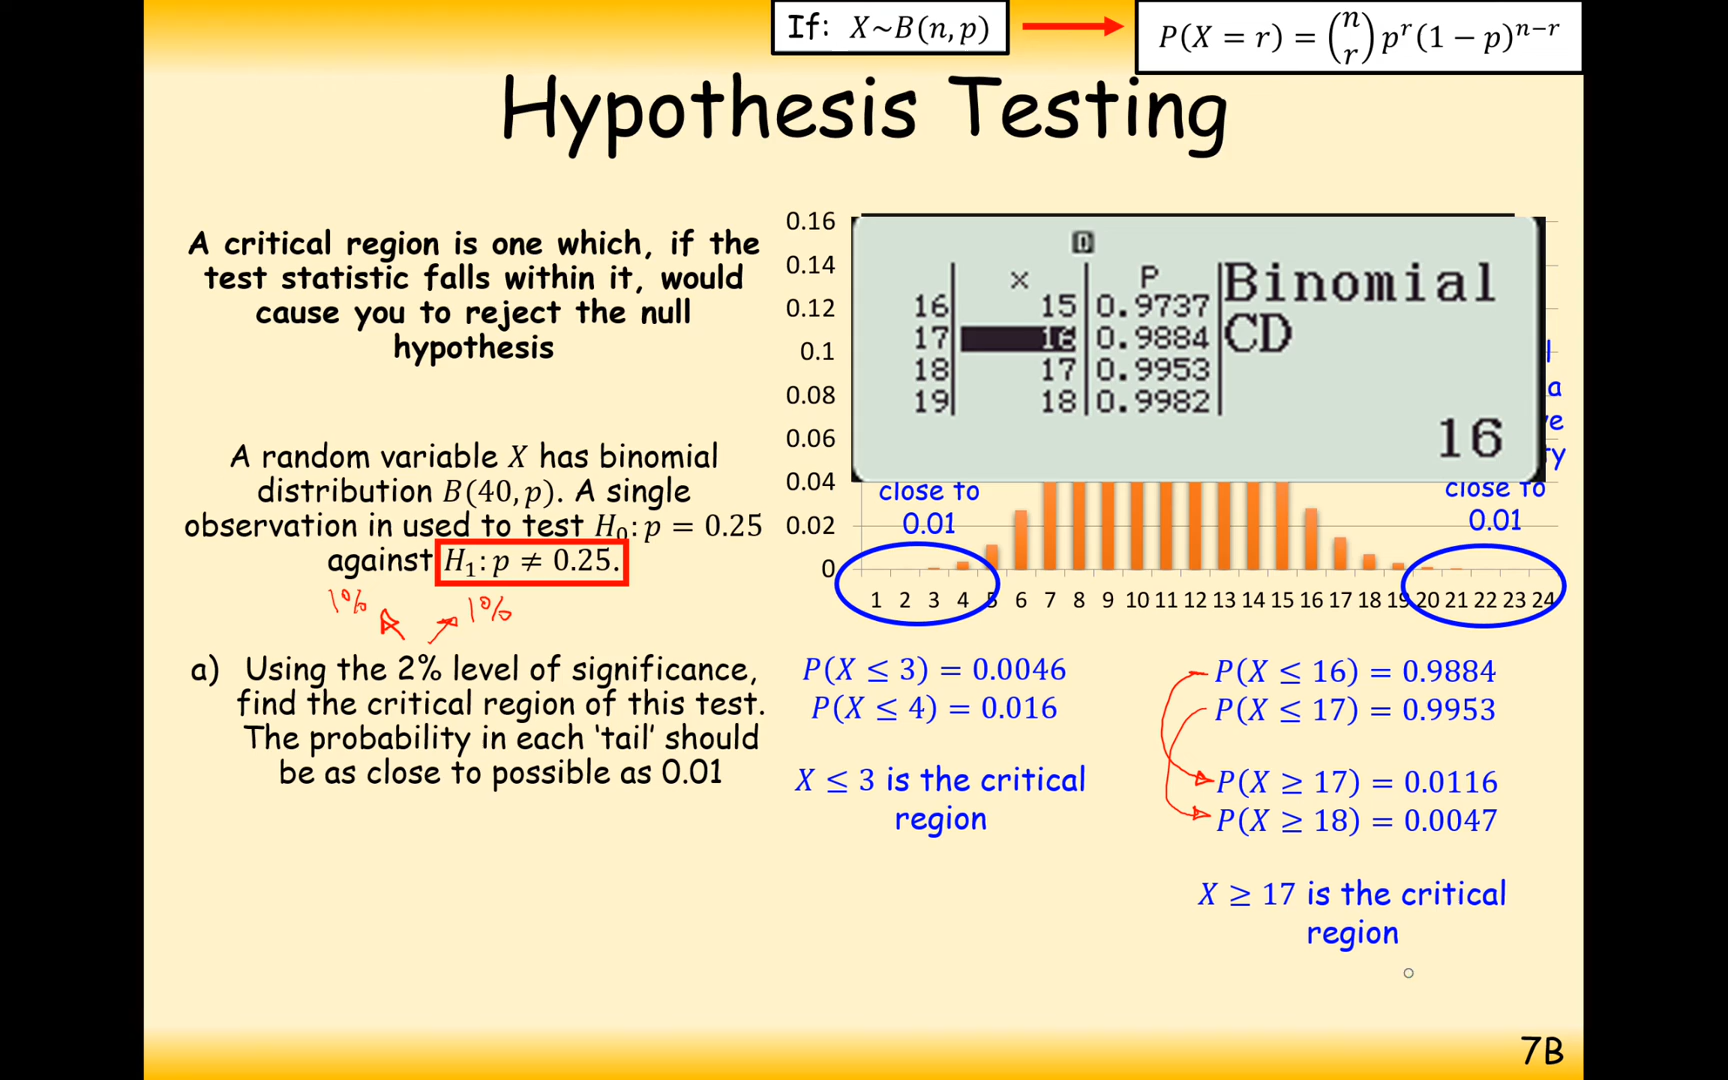 If: X~B(n, p)
P(X = r) = (n r) pʳ(1 − p)ⁿ⁻ʳ
Hypothesis Testing
A critical region is one which, if the
test statistic falls within it, would
cause you to reject the null
hypothesis
A random variable X has binomial
distribution B(40, p). A single
observation in used to test H₀: p = 0.25
against H₁: p ≠ 0.25.
1% 1%
a) Using the 2% level of significance,
find the critical region of this test.
The probability in each ‘tail’ should
be as close to possible as 0.01
0.16
0.14
0.12
0.1
0.08
0.06
0.04
0.02
0
D
x P
16 15 0.9737
17 16 0.9884
18 17 0.9953
19 18 0.9982
Binomial
CD
16
close to
0.01
close to
0.01
1 2 3 4 5 6 7 8 9 10 11 12 13 14 15 16 17 18 19 20 21 22 23 24
P(X ≤ 3) = 0.0046
P(X ≤ 4) = 0.016
X ≤ 3 is the critical
region
P(X ≤ 16) = 0.9884
P(X ≤ 17) = 0.9953
P(X ≥ 17) = 0.0116
P(X ≥ 18) = 0.0047
X ≥ 17 is the critical
region
7B